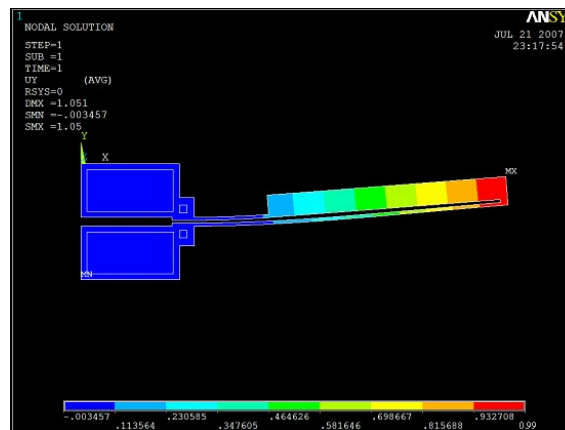 1
NODAL SOLUTION
ANSY
JUL 21 2007
23:17:54
STEP=1
SUB =1
TIME=1
UY (AVG)
RSYS=0
DMX =1.051
SMN =-.003457
SMX =1.05
Y
X
MX
MN
-.003457 .230585 .464626 .698667 .932708
.113564 .347605 .581646 .815688 0.99